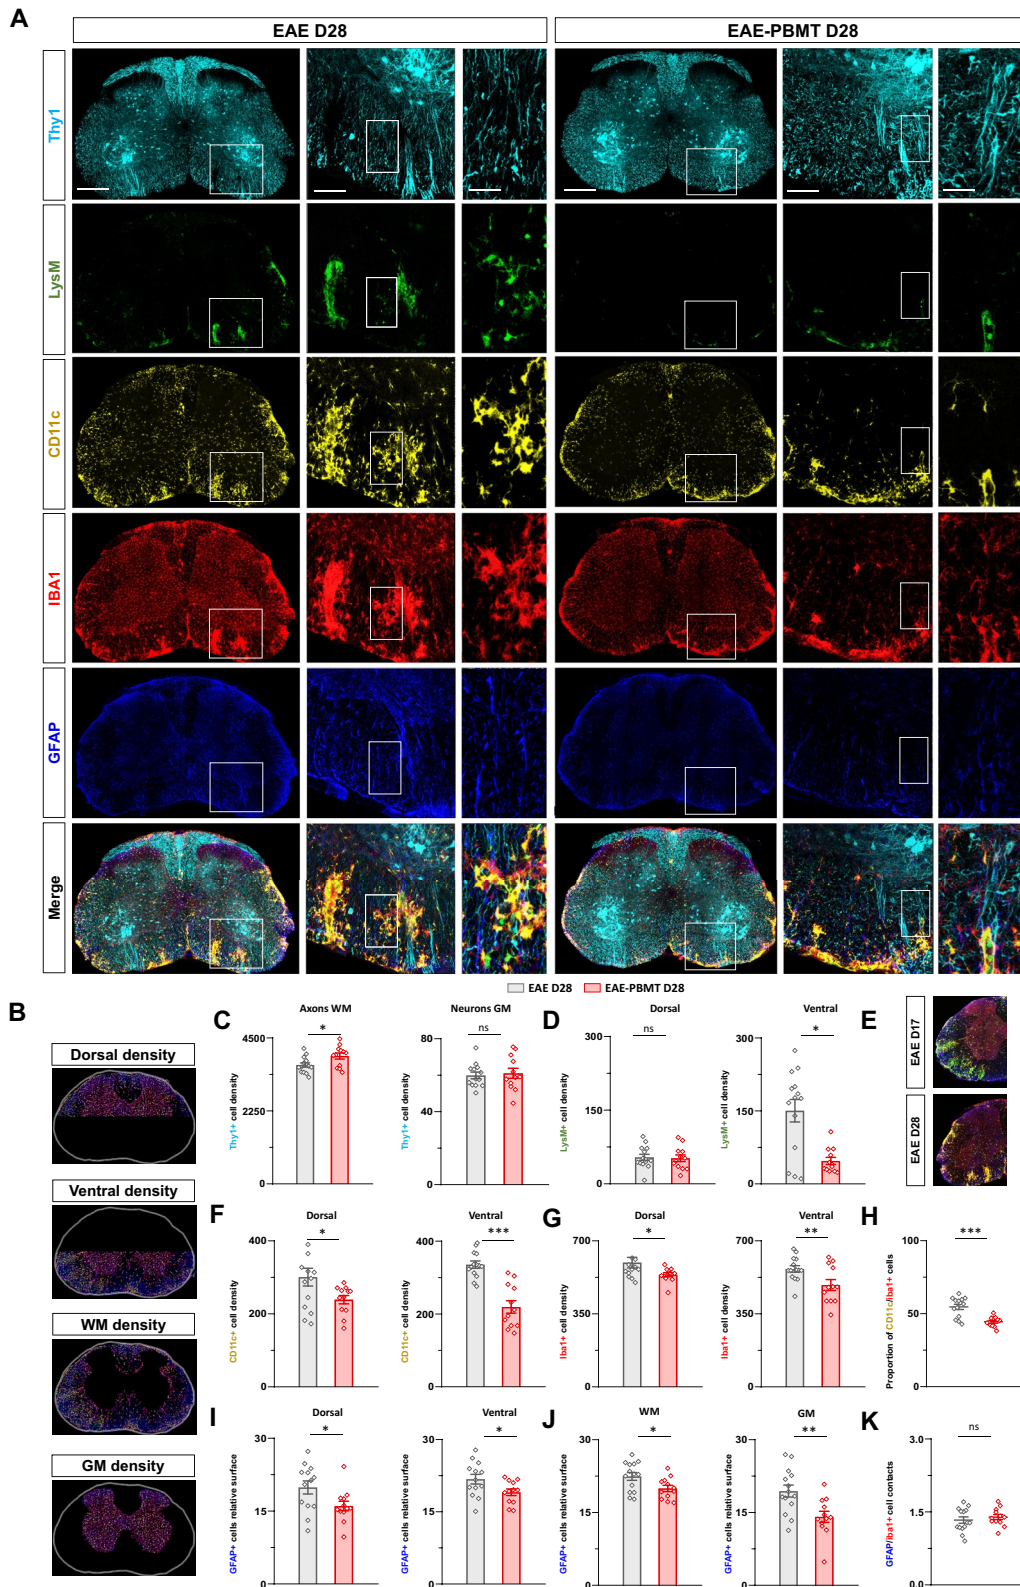 A
EAE D28
EAE-PBMT D28
Thy1
LysM
CD11c
IBA1
GFAP
Merge
EAE D28
EAE-PBMT D28
B
Dorsal density
Ventral density
WM density
GM density
C
Axons WM
*
Thy1+ cell density
4500
2250
0
Neurons GM
ns
Thy1+ cell density
80
40
0
D
Dorsal
ns
LysM+ cell density
300
150
0
Ventral
*
LysM+ cell density
300
150
0
E
EAE D17
EAE D28
F
Dorsal
*
CD11c+ cell density
400
200
0
Ventral
***
CD11c+ cell density
400
200
0
G
Dorsal
*
Iba1+ cell density
700
350
0
Ventral
**
Iba1+ cell density
700
350
0
H
***
Proportion of CD11c/iba1+ cells
100
50
0
I
Dorsal
*
GFAP+ cells relative surface
30
15
0
Ventral
*
GFAP+ cells relative surface
30
15
0
J
WM
*
GFAP+ cells relative surface
30
15
0
GM
**
GFAP+ cells relative surface
30
15
0
K
ns
GFAP/iba1+ cell contacts
3.0
1.5
0.0